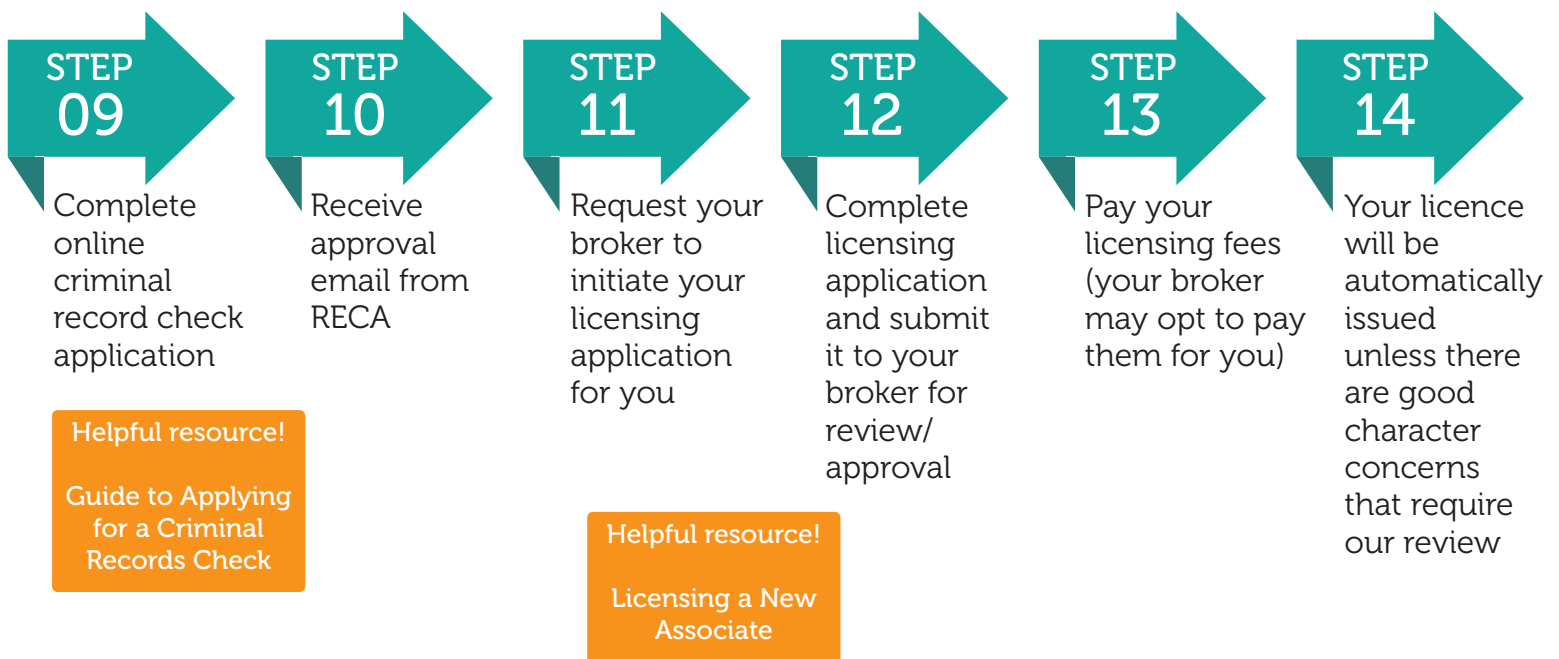 STEP
09
Complete
online
criminal
record check
application
Helpful resource!
Guide to Applying
for a Criminal
Records Check
STEP
10
Receive
approval
email from
RECA
STEP
11
Request your
broker to
initiate your
licensing
application
for you
Helpful resource!
Licensing a New
Associate
STEP
12
Complete
licensing
application
and submit
it to your
broker for
review/
approval
STEP
13
Pay your
licensing fees
(your broker
may opt to pay
them for you)
STEP
14
Your licence
will be
automatically
issued
unless there
are good
character
concerns
that require
our review